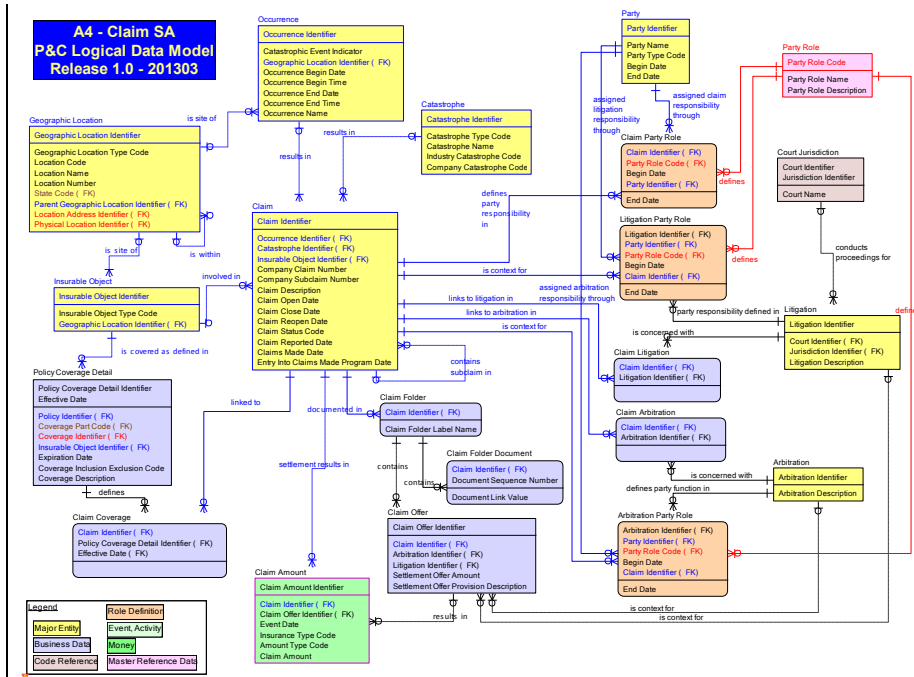 A4 - Claim SA
P&C Logical Data Model
Release 1.0 - 201303
Occurrence
Occurrence Identifier
Catastrophic Event Indicator
Geographic Location Identifier ( FK)
Occurrence Begin Date
Occurrence Begin Time
Occurrence End Date
Occurrence End Time
Occurrence Name
Party
Party Identifier
Party Name
Party Type Code
Begin Date
End Date
Party Role
Party Role Code
Party Role Name
Party Role Description
is site of
results in
results in
Catastrophe
Catastrophe Identifier
Catastrophe Type Code
Catastrophe Name
Industry Catastrophe Code
Company Catastrophe Code
assigned
litigation
responsibility
through
assigned claim
responsibility
through
Geographic Location
Geographic Location Identifier
Geographic Location Type Code
Location Code
Location Name
Location Number
State Code ( FK)
Parent Geographic Location Identifier ( FK)
Location Address Identifier ( FK)
Physical Location Identifier ( FK)
is site of
is within
Claim Party Role
Claim Identifier ( FK)
Party Role Code ( FK)
Begin Date
Party Identifier ( FK)
End Date
defines
Court Jurisdiction
Court Identifier
Jurisdiction Identifier
Court Name
conducts
proceedings for
defines
party
responsibility
in
Claim
Claim Identifier
Occurrence Identifier ( FK)
Catastrophe Identifier ( FK)
Insurable Object Identifier ( FK)
Company Claim Number
Company Subclaim Number
Claim Description
Claim Open Date
Claim Close Date
Claim Reopen Date
Claim Status Code
Claim Reported Date
Claims Made Date
Entry Into Claims Made Program Date
Litigation Party Role
Litigation Identifier ( FK)
Party Identifier ( FK)
Party Role Code ( FK)
Begin Date
Claim Identifier ( FK)
End Date
defines
is context for
assigned arbitration
responsibility through
links to litigation in
links to arbitration in
is context for
contains
subclaim in
Insurable Object
Insurable Object Identifier
Insurable Object Type Code
Geographic Location Identifier ( FK)
involved in
is covered as defined in
party responsibility defined in
is concerned with
Litigation
Litigation Identifier
Court Identifier ( FK)
Jurisdiction Identifier ( FK)
Litigation Description
Claim Litigation
Claim Identifier ( FK)
Litigation Identifier ( FK)
Policy Coverage Detail
Policy Coverage Detail Identifier
Effective Date
Policy Identifier ( FK)
Coverage Part Code ( FK)
Coverage Identifier ( FK)
Insurable Object Identifier ( FK)
Expiration Date
Coverage Inclusion Exclusion Code
Coverage Description
defines
linked to
documented in
settlement results in
Claim Folder
Claim Identifier ( FK)
Claim Folder Label Name
contains
contains
Claim Folder Document
Claim Identifier ( FK)
Document Sequence Number
Document Link Value
Claim Arbitration
Claim Identifier ( FK)
Arbitration Identifier ( FK)
is concerned with
defines party function in
Arbitration
Arbitration Identifier
Arbitration Description
Claim Coverage
Claim Identifier ( FK)
Policy Coverage Detail Identifier ( FK)
Effective Date ( FK)
Claim Offer
Claim Offer Identifier
Claim Identifier ( FK)
Arbitration Identifier ( FK)
Litigation Identifier ( FK)
Settlement Offer Amount
Settlement Offer Provision Description
Arbitration Party Role
Arbitration Identifier ( FK)
Party Identifier ( FK)
Party Role Code ( FK)
Begin Date
Claim Identifier ( FK)
End Date
Claim Amount
Claim Amount Identifier
Claim Identifier ( FK)
Claim Offer Identifier ( FK)
Event Date
Insurance Type Code
Amount Type Code
Claim Amount
results in
is context for
is context for
Legend
Major Entity
Business Data
Code Reference
Role Definition
Event, Activity
Money
Master Reference Data